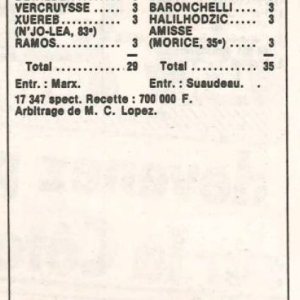 VERCRUYSSE ...... 3 BARONCHELLI .... 3
XUEREB ............ 3 HALILHODZIC .... 3
(N'JO-LEA, 83e) AMISSE
RAMOS............... 3 (MORICE, 35e) ..... 3
Total ............. 29 Total ............. 35
Entr. : Marx. Entr. : Suaudeau.
17 347 spect. Recette : 700 000 F.
Arbitrage de M. C. Lopez.